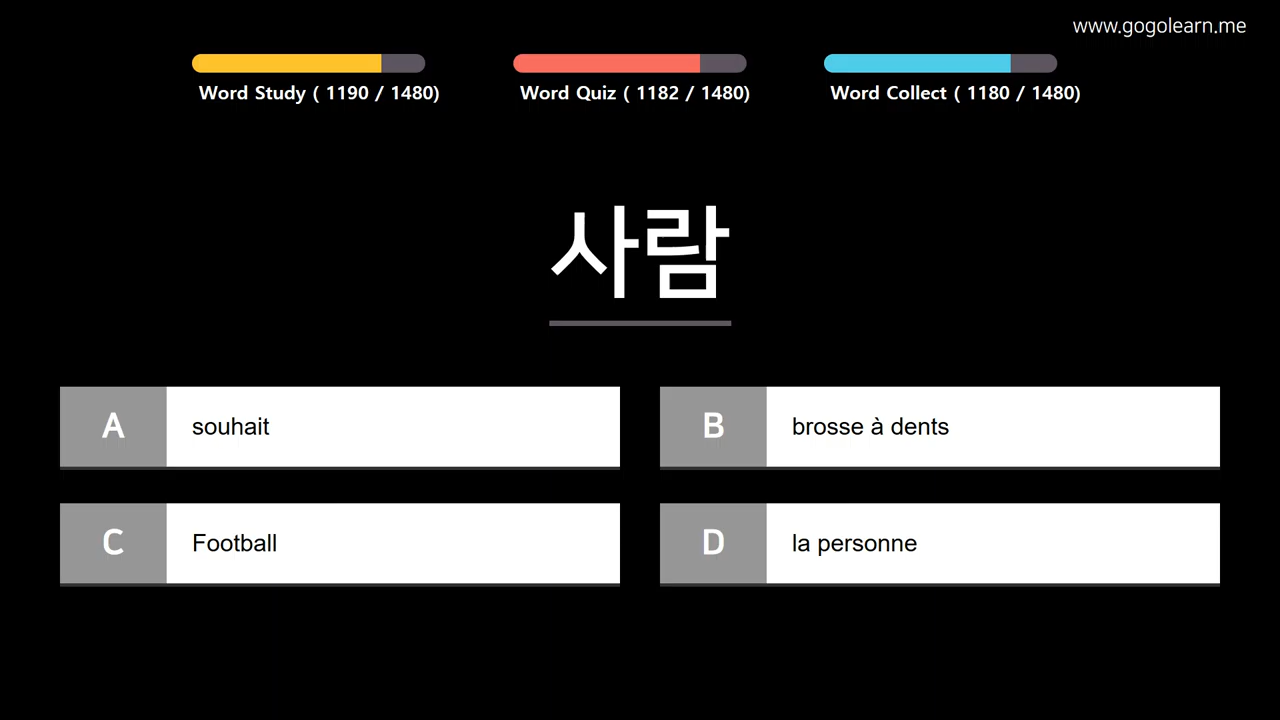 www.gogolearn.me
Word Study ( 1190 / 1480)
Word Quiz ( 1182 / 1480)
Word Collect ( 1180 / 1480)
사람
A souhait
B brosse à dents
C Football
D la personne